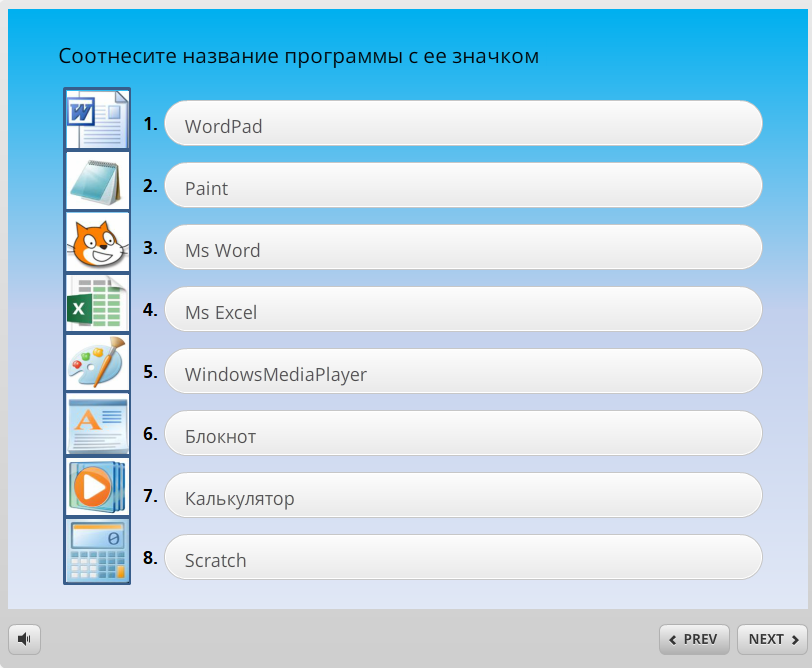 Соотнесите название программы с ее значком
W
1. WordPad
2. Paint
3. Ms Word
X
4. Ms Excel
5. WindowsMediaPlayer
A
6. Блокнот
7. Калькулятор
0
8. Scratch
PREV NEXT